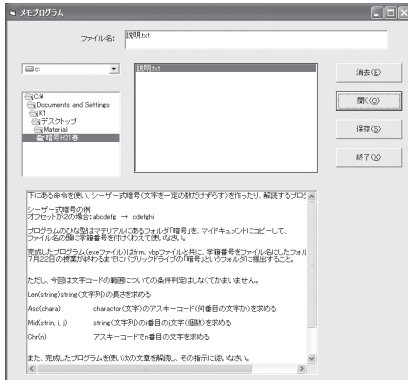 メモプログラム
ファイル名: 説明.txt
c:
説明.txt
消去(E)
C:¥
Documents and Settings
K1
デスクトップ
Material
暗号H21春
開く(O)
保存(S)
終了(X)
下にある命令を使い、シーザー式暗号(文字を一定の数だけずらす)を作ったり、解読するプログ
シーザー式暗号の例
オフセットが2の場合:abcdefg → cdefghi
プログラムのひな型はマテリアルにあるフォルダ「暗号」を、マイドキュメントにコピーして、
ファイル名の頭に学籍番号を付けくわえて使いなさい。
完成したプログラム(exeファイル)はfrm、vbpファイルと共に、学籍番号をファイル名にしたフォル
7月22日の授業が終わるまでにパブリックドライブの「暗号」というフォルダに提出すること。
ただし、今回は文字コードの範囲についての条件判定はしなくてかまいません。
Len(string)string(文字列)の長さを求める
Asc(chara) charactor(文字)のアスキーコード(何番目の文字か)を求める
Mid(strin, i, j) string(文字列)のi番目のj文字(個数)を求める
Chr(n) アスキーコードでn番目の文字を求める
また、完成したプログラムを使い次の文章を解読し、その指示に従いなさい。